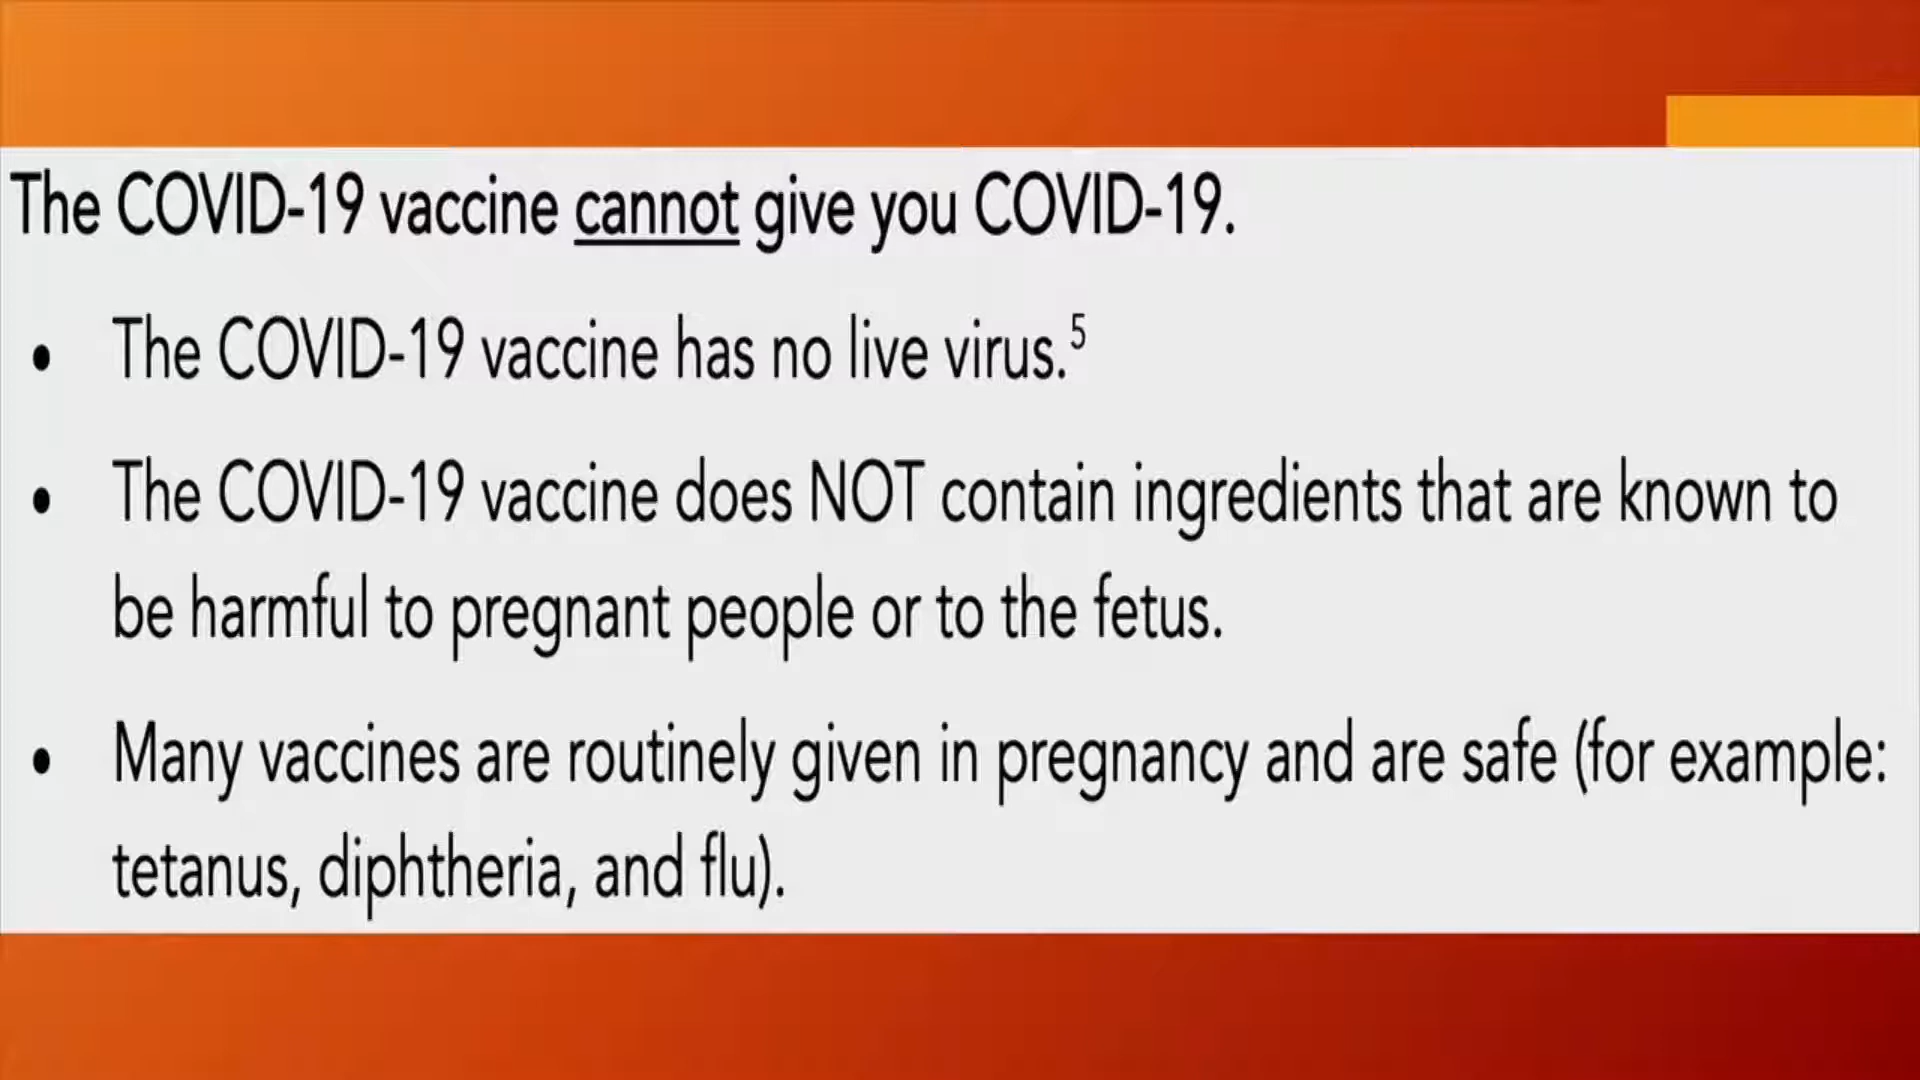 The COVID-19 vaccine cannot give you COVID-19.
• The COVID-19 vaccine has no live virus.⁵
• The COVID-19 vaccine does NOT contain ingredients that are known to
be harmful to pregnant people or to the fetus.
• Many vaccines are routinely given in pregnancy and are safe (for example:
tetanus, diphtheria, and flu).